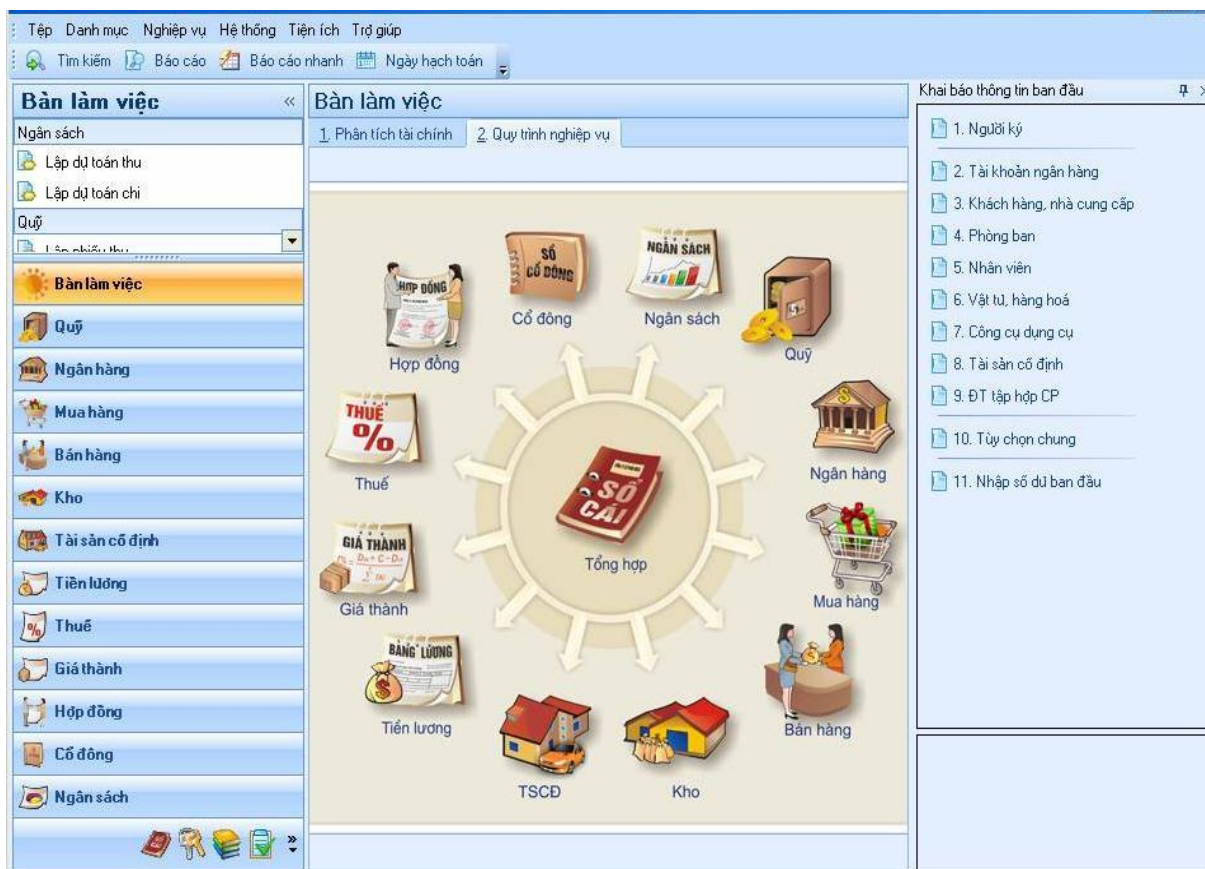 Tệp Danh mục Nghiệp vụ Hệ thống Tiện ích Trợ giúp
Tìm kiếm Báo cáo Báo cáo nhanh Ngày hạch toán
Bàn làm việc «
Ngân sách
Lập dự toán thu
Lập dự toán chi
Quỹ
Lập phiếu thu
Bàn làm việc
Quỹ
Ngân hàng
Mua hàng
Bán hàng
Kho
Tài sản cố định
Tiền lương
Thuế
Giá thành
Hợp đồng
Cổ đông
Ngân sách
Bàn làm việc
1. Phân tích tài chính 2. Quy trình nghiệp vụ
HỢP ĐỒNG
Hợp đồng
SỔ
CỔ ĐÔNG
Cổ đông
NGÂN SÁCH
Ngân sách
Quỹ
THUẾ
%
Thuế
Ngân hàng
SỔ
CÁI
Tổng hợp
GIÁ THÀNH
Giá thành
Mua hàng
BẢNG LƯƠNG
Tiền lương
TSCĐ
Kho
Bán hàng
Khai báo thông tin ban đầu
1. Người ký
2. Tài khoản ngân hàng
3. Khách hàng, nhà cung cấp
4. Phòng ban
5. Nhân viên
6. Vật tư, hàng hoá
7. Công cụ dụng cụ
8. Tài sản cố định
9. ĐT tập hợp CP
10. Tùy chọn chung
11. Nhập số dư ban đầu